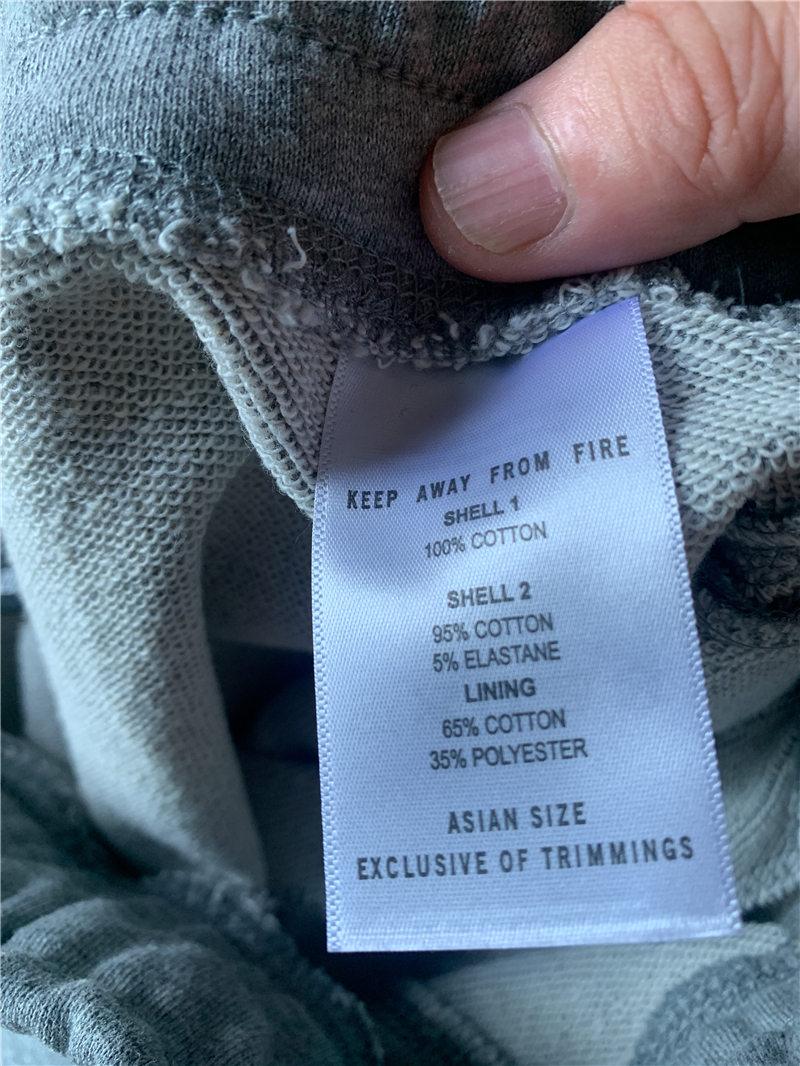 KEEP AWAY FROM FIRE
SHELL 1
100% COTTON
SHELL 2
95% COTTON
5% ELASTANE
LINING
65% COTTON
35% POLYESTER
ASIAN SIZE
EXCLUSIVE OF TRIMMINGS